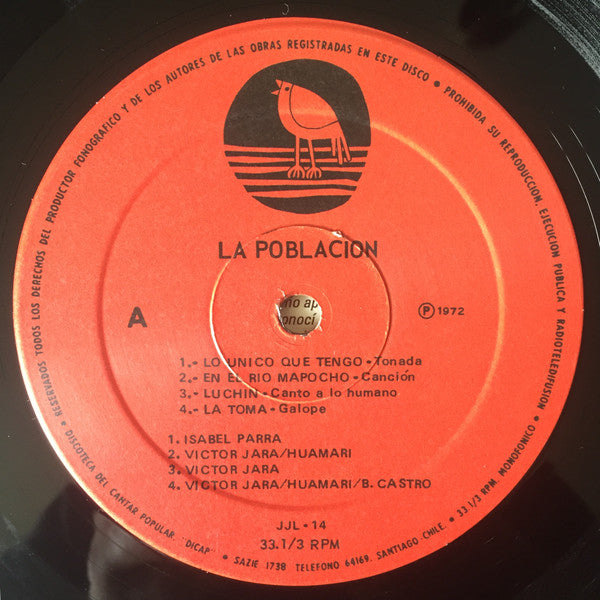 RESERVADOS TODOS LOS DERECHOS DEL PRODUCTOR FONOGRAFICO Y DE LOS AUTORES DE LAS OBRAS REGISTRADAS EN ESTE DISCO • PROHIBIDA SU REPRODUCCION, EJECUCION PUBLICA Y RADIOTELEDIFUSION
LA POBLACION
A
Ⓟ 1972
no ap
onocí
1.- LO UNICO QUE TENGO - Tonada
2.- EN EL RIO MAPOCHO - Canción
3.- LUCHIN - Canto a lo humano
4.- LA TOMA - Galope
1. ISABEL PARRA
2. VICTOR JARA/HUAMARI
3. VICTOR JARA
4. VICTOR JARA/HUAMARI/B. CASTRO
JJL - 14
33.1/3 RPM
• DISCOTECA DEL CANTAR POPULAR "DICAP" • SAZIE 1738 TELEFONO 64169. SANTIAGO CHILE. • 33.1/3 RPM. MONOFONICO •